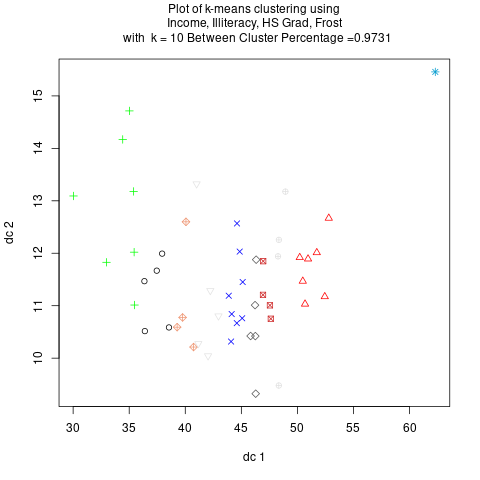 Plot of k-means clustering using
Income, Illiteracy, HS Grad, Frost
with k = 10 Between Cluster Percentage =0.9731
15
14
13
12
11
10
dc 2
30
35
40
45
50
55
60
dc 1